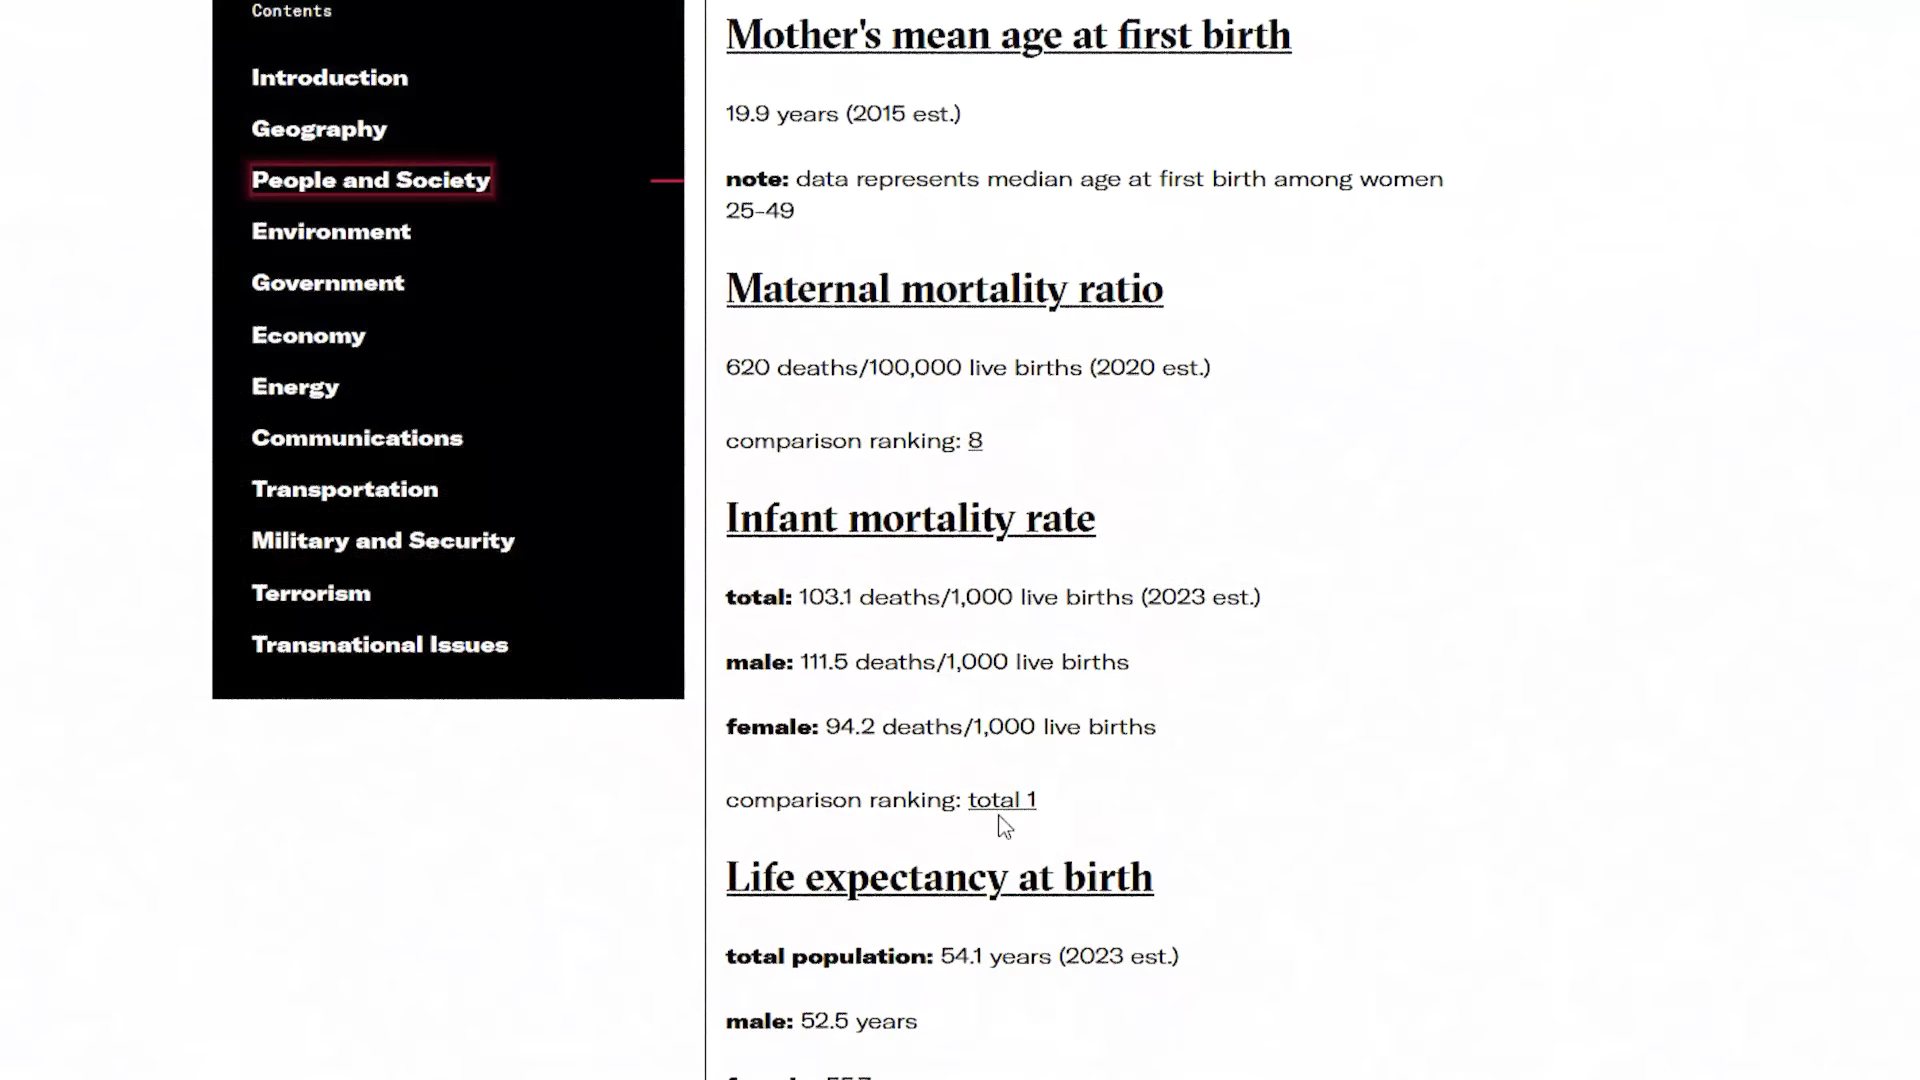 Contents
Introduction
Geography
People and Society
Environment
Government
Economy
Energy
Communications
Transportation
Military and Security
Terrorism
Transnational Issues
Mother's mean age at first birth
19.9 years (2015 est.)
note: data represents median age at first birth among women
25-49
Maternal mortality ratio
620 deaths/100,000 live births (2020 est.)
comparison ranking: 8
Infant mortality rate
total: 103.1 deaths/1,000 live births (2023 est.)
male: 111.5 deaths/1,000 live births
female: 94.2 deaths/1,000 live births
comparison ranking: total 1
Life expectancy at birth
total population: 54.1 years (2023 est.)
male: 52.5 years